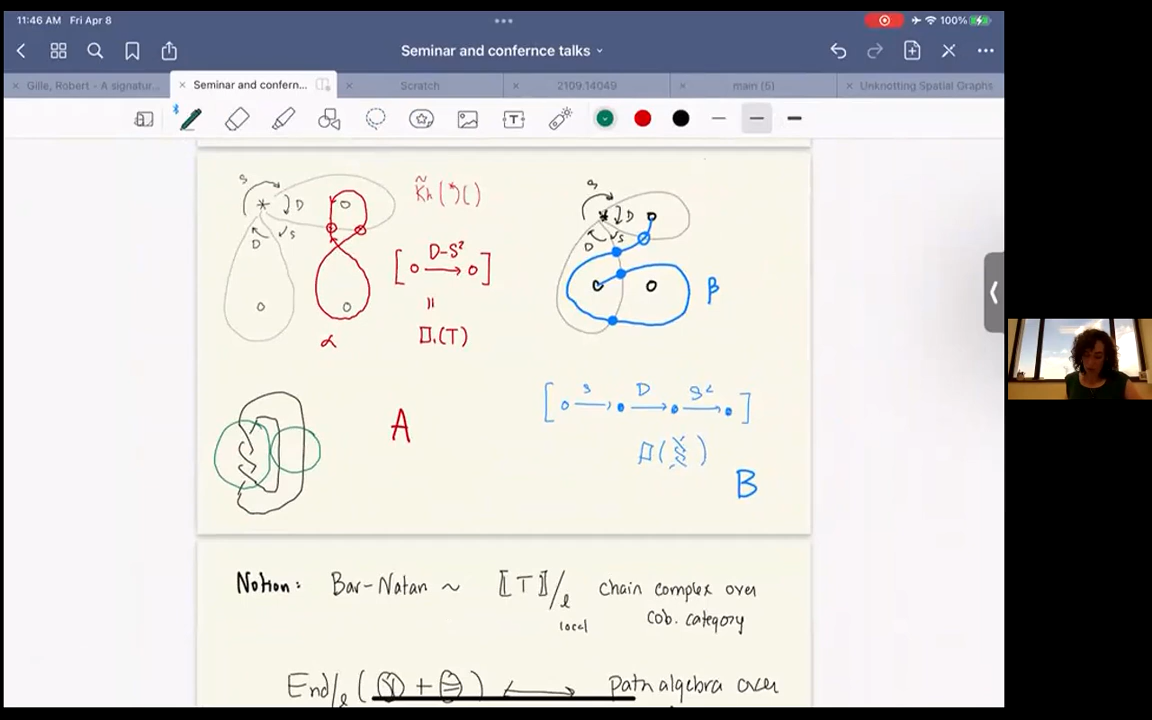 11:46 AM Fri Apr 8
100%
Seminar and confernce talks
Gille, Robert - A signatur...
Seminar and confern...
Scratch
2109.14049
main (5)
Unknotting Spatial Graphs
S
D
D
S
α
K̃h(
[ ∘ D-S² → ∘ ]
=
(T)
S
D
D
S
β
A
[ ∘ S → • D → • S² → • ]
B
Notion: Bar-Natan ~ [[T]]/ℓ chain complex over
local
cob. category
End/ℓ ( + ) ⟷ path algebra over